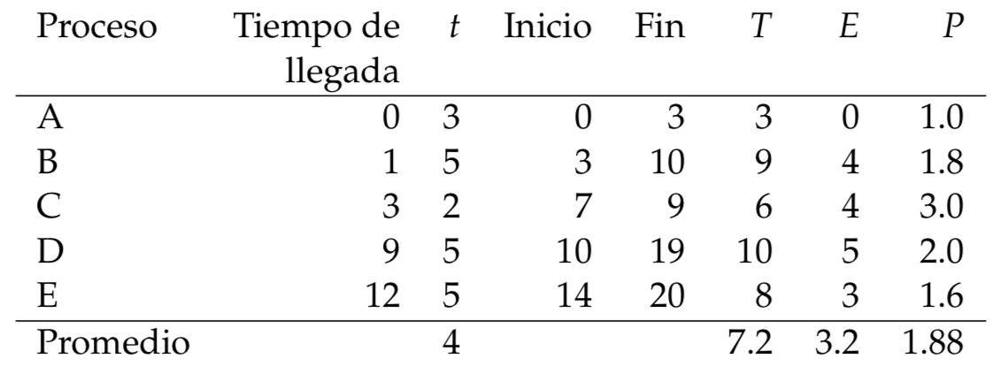 Proceso Tiempo de t Inicio Fin T E P
llegada
A 0 3 0 3 3 0 1.0
B 1 5 3 10 9 4 1.8
C 3 2 7 9 6 4 3.0
D 9 5 10 19 10 5 2.0
E 12 5 14 20 8 3 1.6
Promedio 4 7.2 3.2 1.88